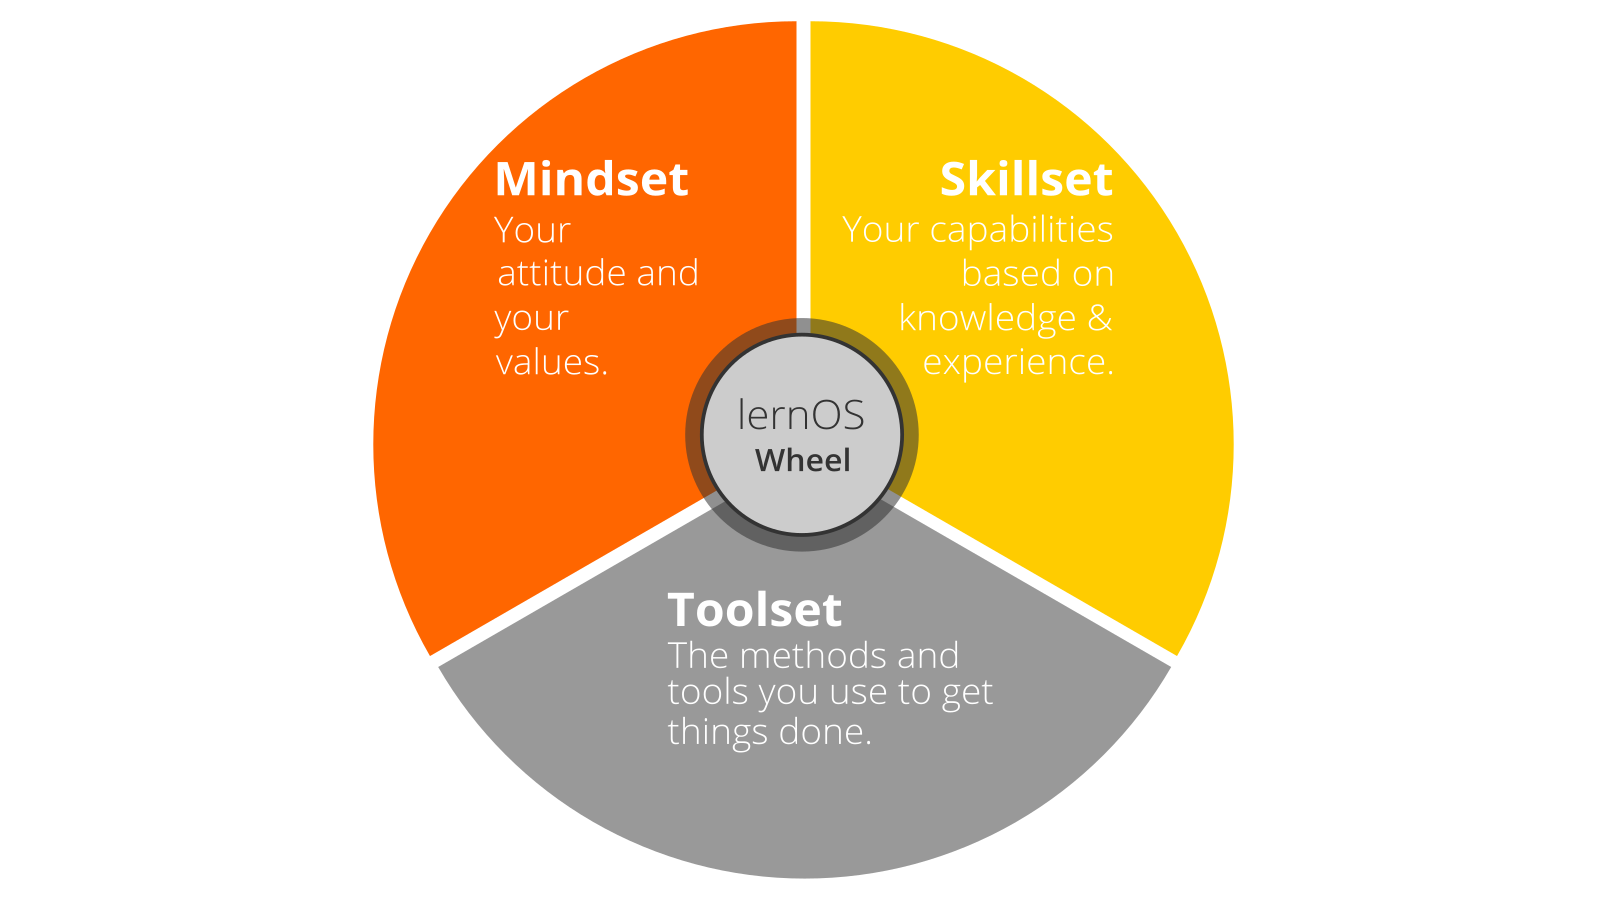 Mindset
Your
attitude and
your
values.
Skillset
Your capabilities
based on
knowledge &
experience.
lernOS
Wheel
Toolset
The methods and
tools you use to get
things done.